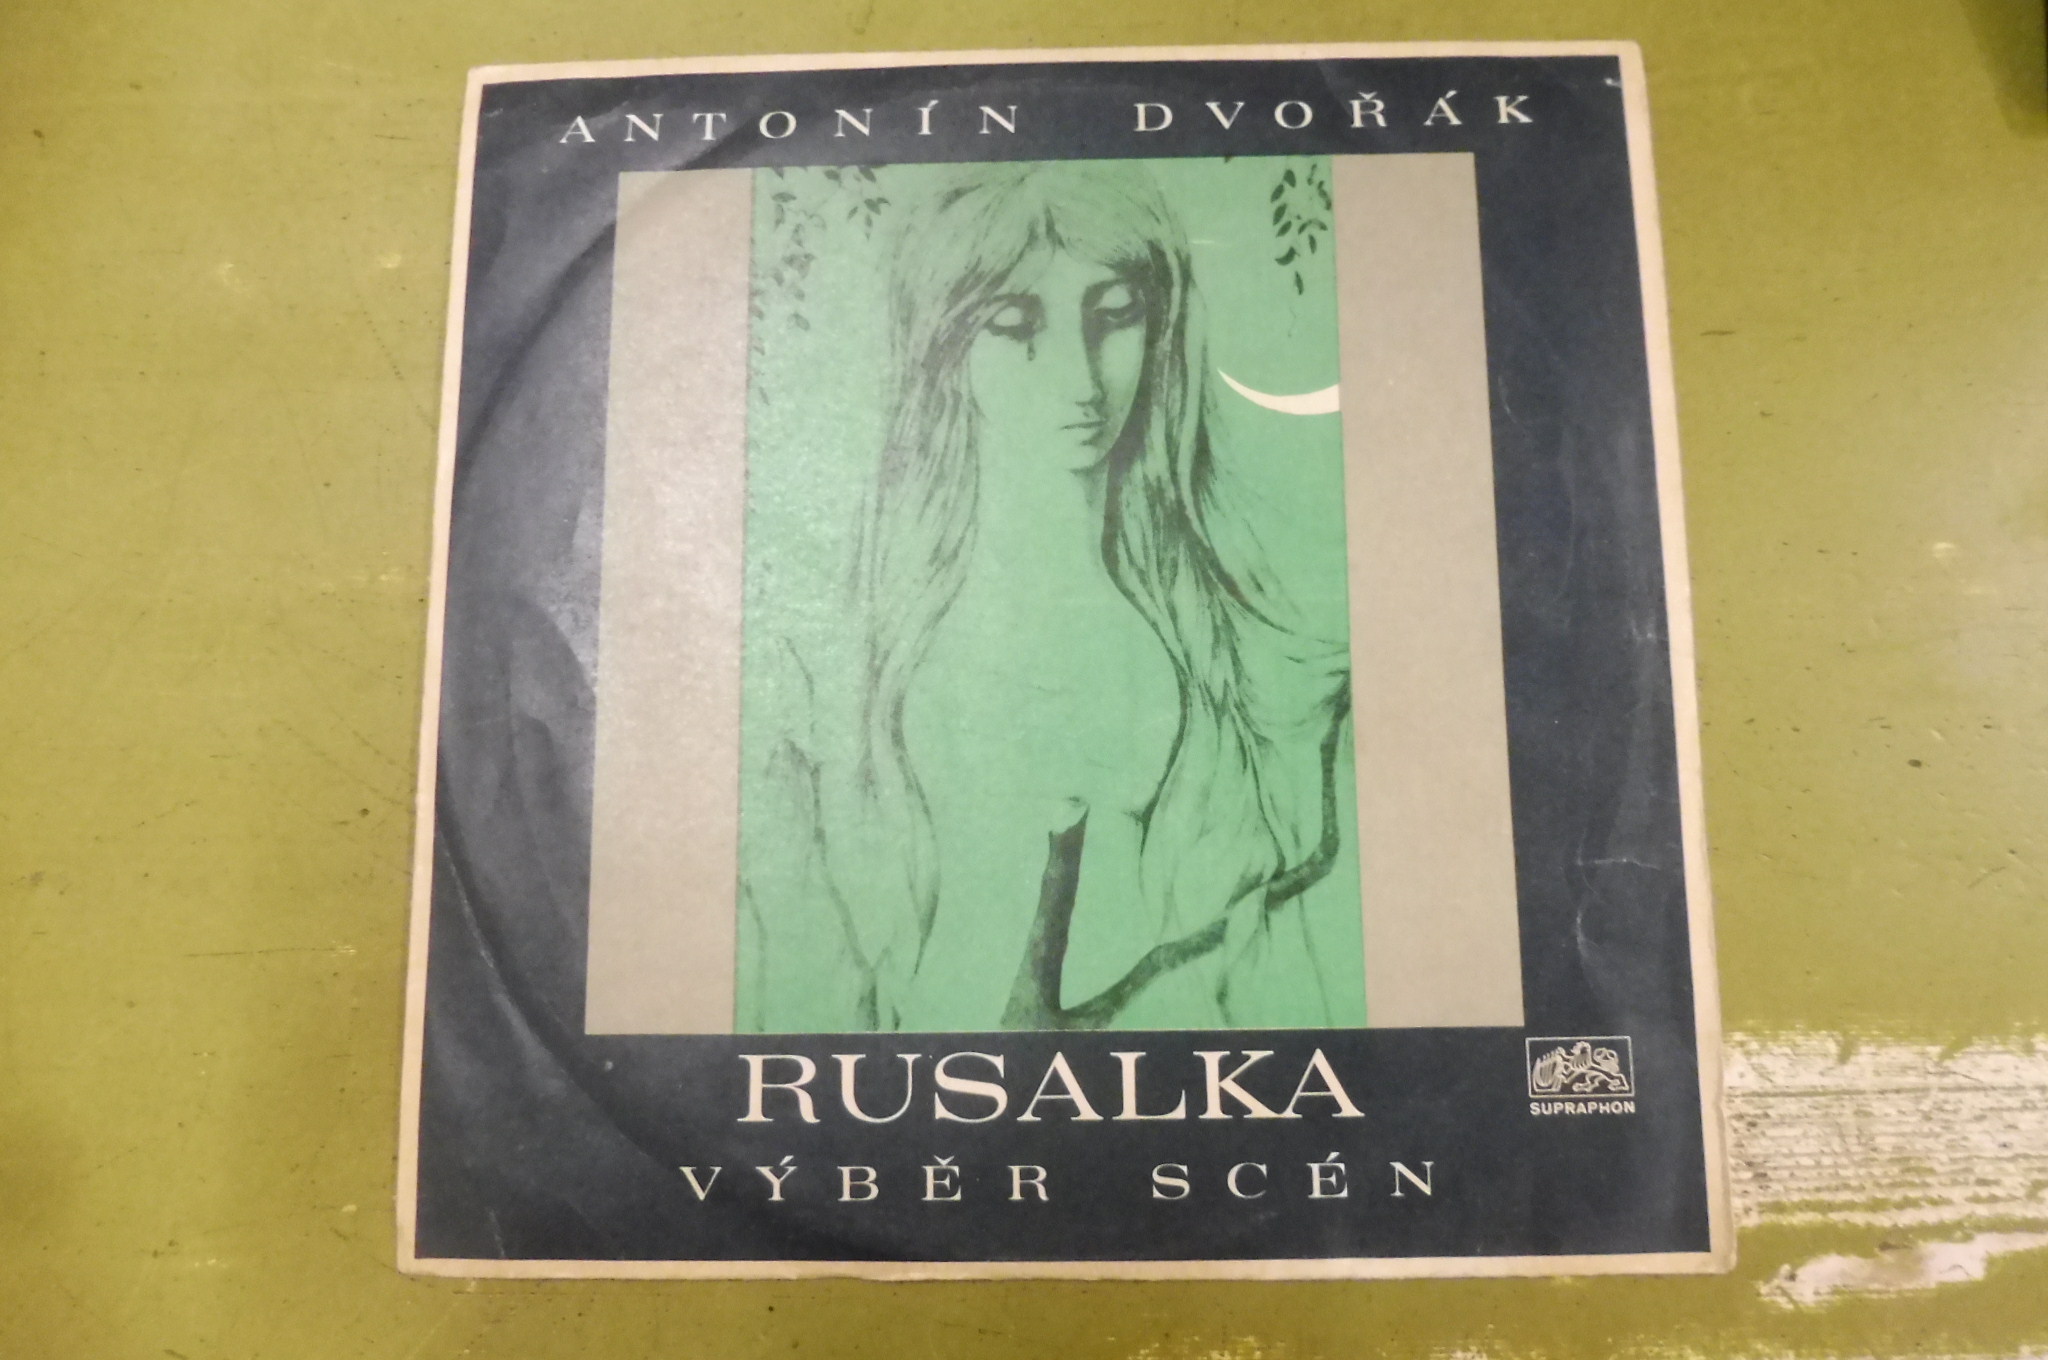 ANTONÍN DVOŘÁK
RUSALKA
SUPRAPHON
VÝBĚR SCÉN